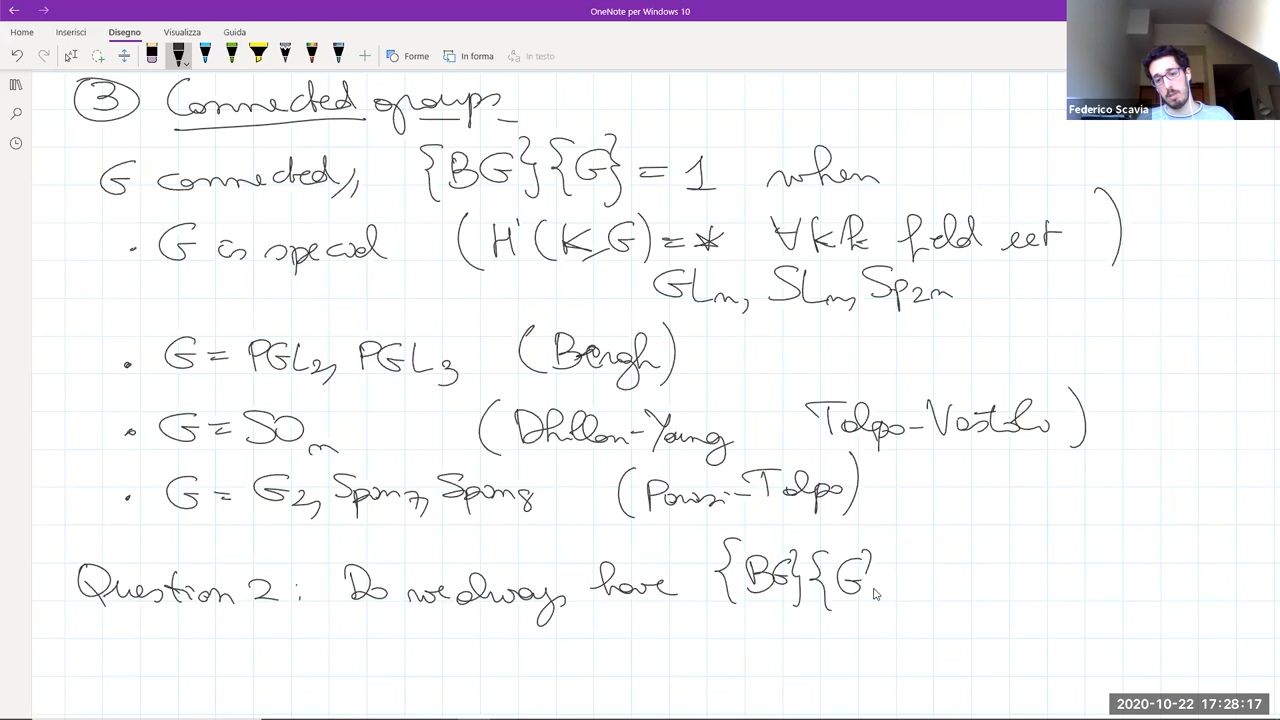 OneNote per Windows 10
Home Inserisci Disegno Visualizza Guida
Forme In forma In testo
Federico Scavia
③ Connected groups
G connected, {BG}{G} = 1 when
· G is special (H¹(K,G) = * ∀K/k field ext)
GLn, SLn, Sp2n
· G = PGL2, PGL3 (Bergh)
· G = SOn (Dhillon-Young Talpo-Vistoli)
· G = G2, Spin7, Spin8 (Pirisi-Talpo)
Question 2: Do we always have {BG}{G}
2020-10-22 17:28:17